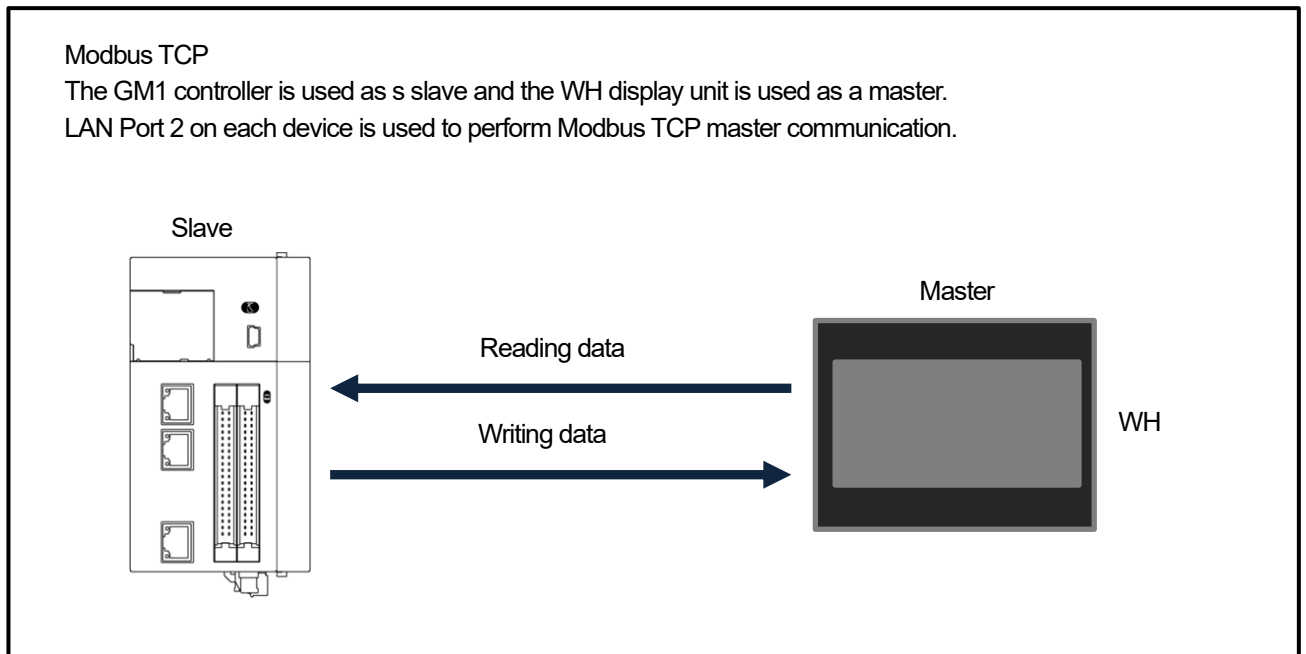 Modbus TCP
The GM1 controller is used as s slave and the WH display unit is used as a master.
LAN Port 2 on each device is used to perform Modbus TCP master communication.
Slave
Master
Reading data
WH
Writing data